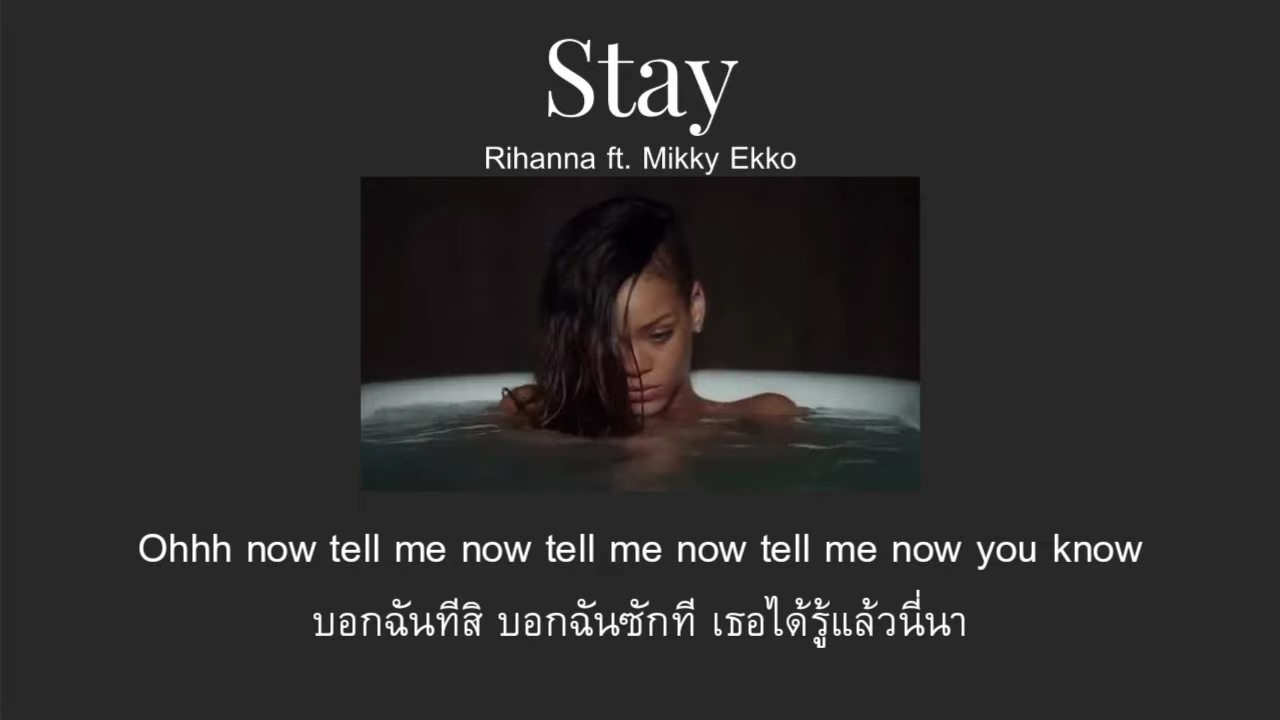 Stay
Rihanna ft. Mikky Ekko
Ohhh now tell me now tell me now tell me now you know
บอกฉันทีสิ บอกฉันซักที เธอได้รู้แล้วนี่นา